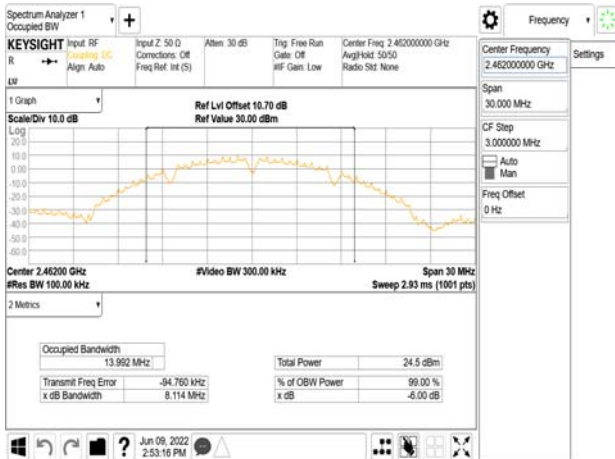 Spectrum Analyzer 1
Occupied BW
+
Frequency
KEYSIGHT
R
Input: RF
Coupling: DC
Align: Auto
Input Z: 50 Ω
Corrections: Off
Freq Ref: Int (S)
Atten: 30 dB
Trig: Free Run
Gate: Off
#IF Gain: Low
Center Freq: 2.462000000 GHz
Avg|Hold: 50/50
Radio Std: None
Center Frequency
2.462000000 GHz
Settings
Span
30.000 MHz
CF Step
3.000000 MHz
Auto
Man
Freq Offset
0 Hz
1 Graph
Scale/Div 10.0 dB
Ref Lvl Offset 10.70 dB
Ref Value 30.00 dBm
Log
20.0
10.0
0.00
-10.0
-20.0
-30.0
-40.0
-50.0
-60.0
Center 2.46200 GHz
#Res BW 100.00 kHz
#Video BW 300.00 kHz
Span 30 MHz
Sweep 2.93 ms (1001 pts)
2 Metrics
Occupied Bandwidth
13.992 MHz
Transmit Freq Error -94.760 kHz
x dB Bandwidth 8.114 MHz
Total Power 24.5 dBm
% of OBW Power 99.00 %
x dB -6.00 dB
?
Jun 09, 2022
2:53:16 PM